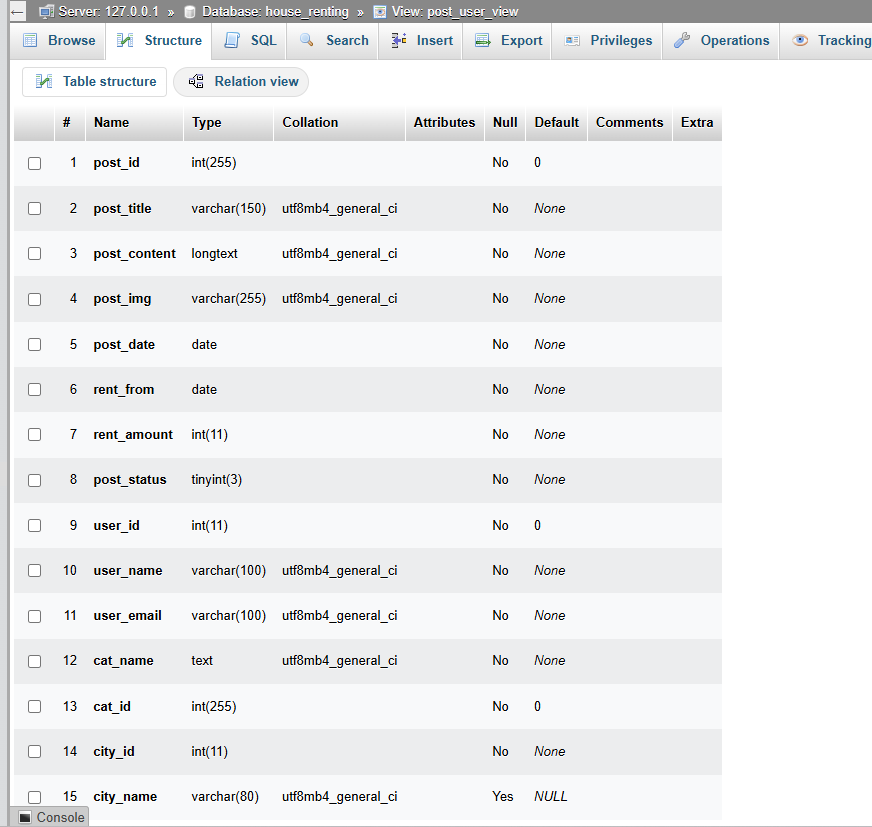 Server: 127.0.0.1 » Database: house_renting » View: post_user_view
Browse Structure SQL Search Insert Export Privileges Operations Tracking
Table structure Relation view
# Name Type Collation Attributes Null Default Comments Extra
1 post_id int(255) No 0
2 post_title varchar(150) utf8mb4_general_ci No None
3 post_content longtext utf8mb4_general_ci No None
4 post_img varchar(255) utf8mb4_general_ci No None
5 post_date date No None
6 rent_from date No None
7 rent_amount int(11) No None
8 post_status tinyint(3) No None
9 user_id int(11) No 0
10 user_name varchar(100) utf8mb4_general_ci No None
11 user_email varchar(100) utf8mb4_general_ci No None
12 cat_name text utf8mb4_general_ci No None
13 cat_id int(255) No 0
14 city_id int(11) No None
15 city_name varchar(80) utf8mb4_general_ci Yes NULL
Console